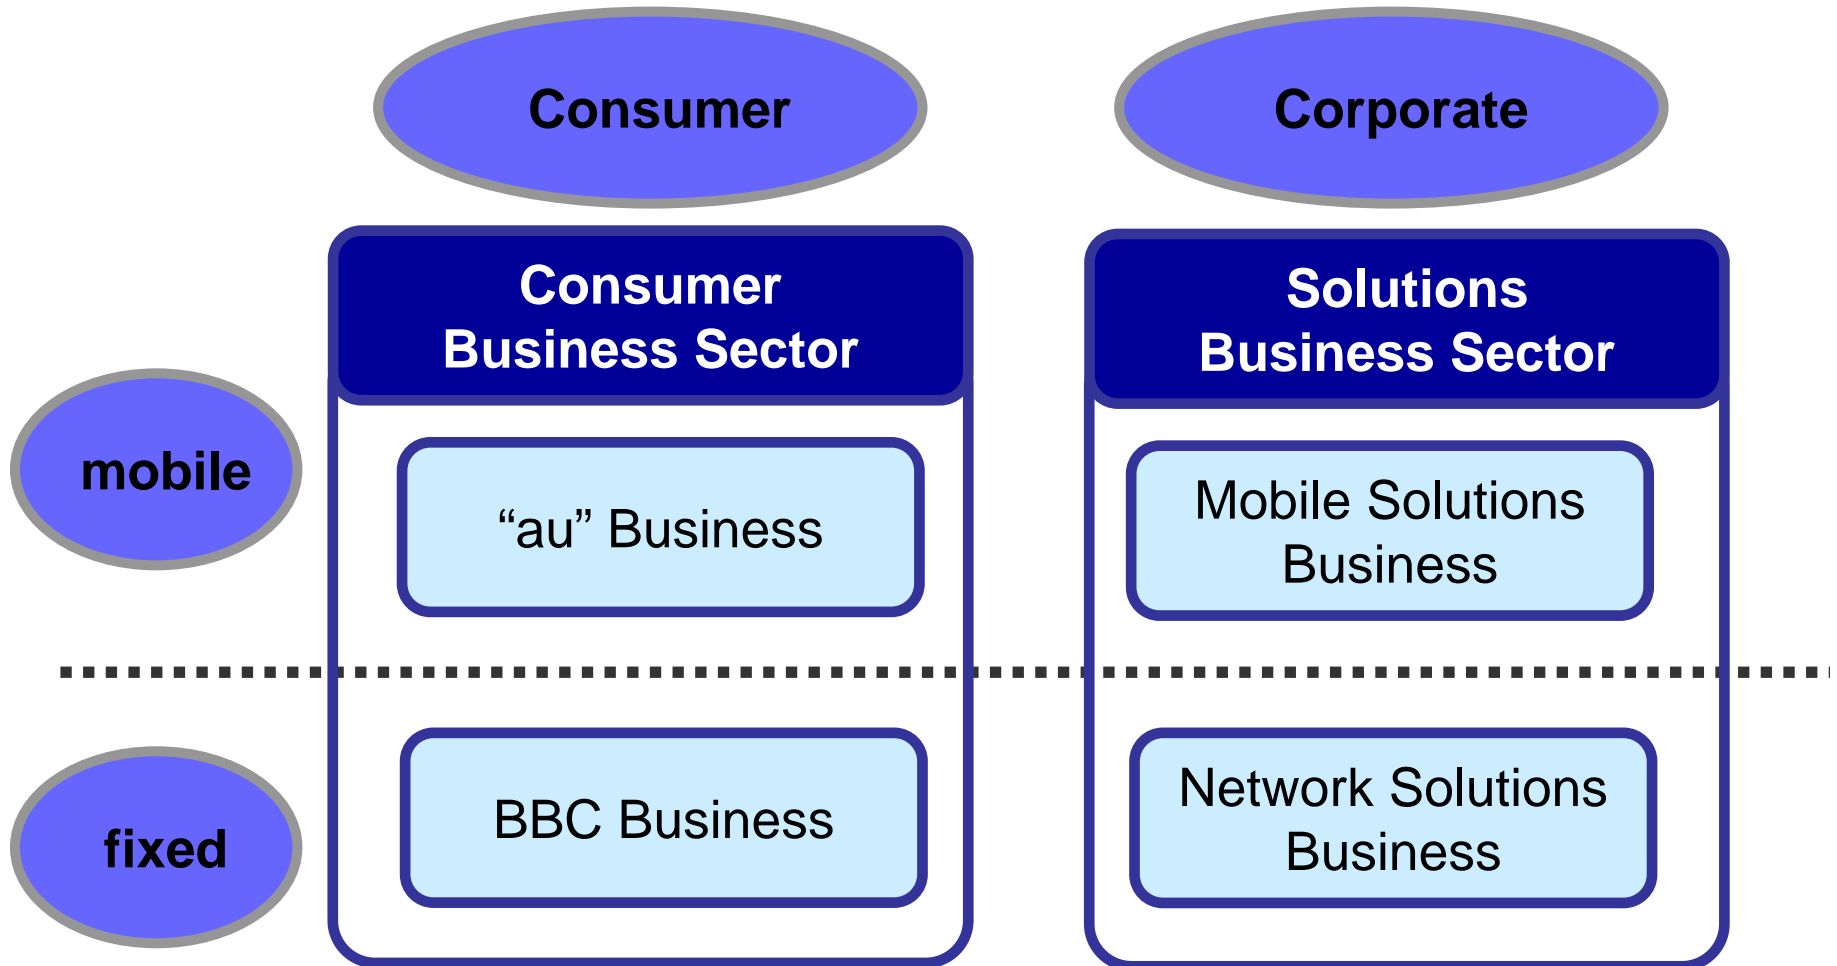 Consumer
Corporate
Consumer
Business Sector
Solutions
Business Sector
mobile
“au” Business
Mobile Solutions
Business
fixed
BBC Business
Network Solutions
Business